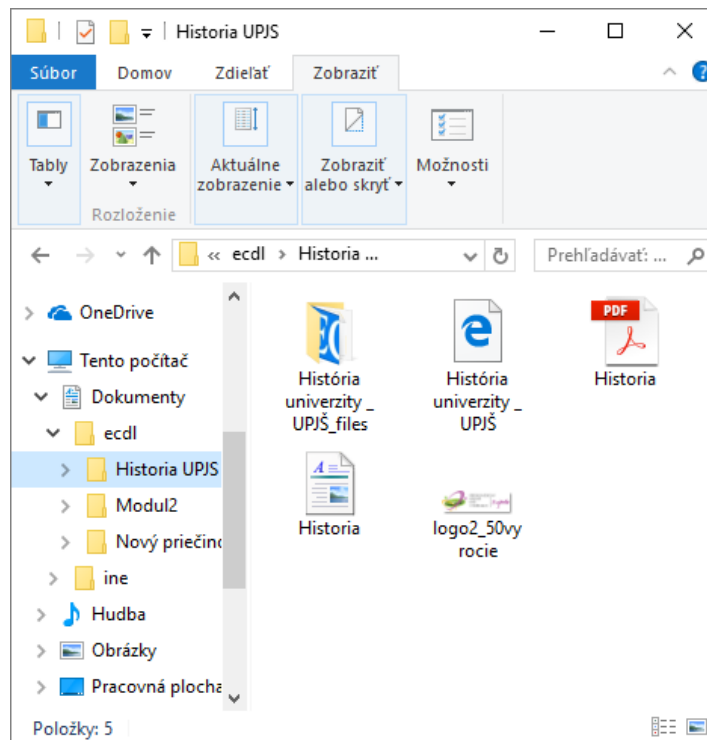 Historia UPJS
Súbor Domov Zdieľať Zobraziť
Tably Zobrazenia Aktuálne zobrazenie Zobraziť alebo skryť Možnosti
Rozloženie
« ecdl > Historia ... Prehľadávať: ...
OneDrive
Tento počítač
Dokumenty
ecdl
Historia UPJS
Modul2
Nový priečino
ine
Hudba
Obrázky
Pracovná plocha
História
univerzity _
UPJŠ_files
História
univerzity _
UPJŠ
PDF
Historia
Historia
logo2_50vy
rocie
Položky: 5